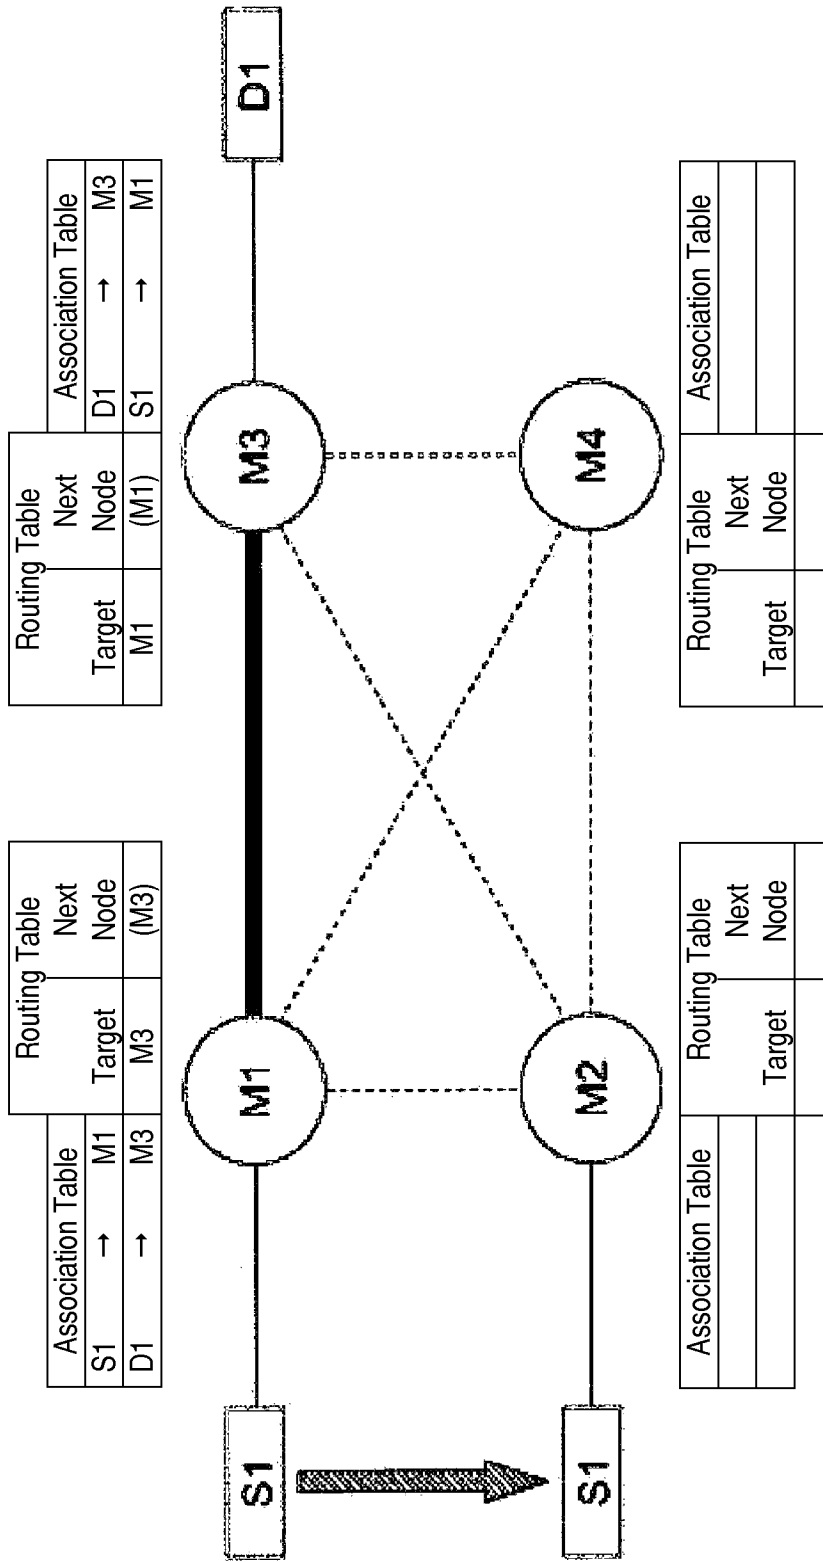 Association Table
S1 → M1
D1 → M3
Routing Table
Target Next Node
M3 (M3)
Routing Table
Target Next Node
M1 (M1)
Association Table
D1 → M3
S1 → M1
S1
M1
M3
D1
S1
M2
M4
Association Table
Routing Table
Target Next Node
Routing Table
Target Next Node
Association Table